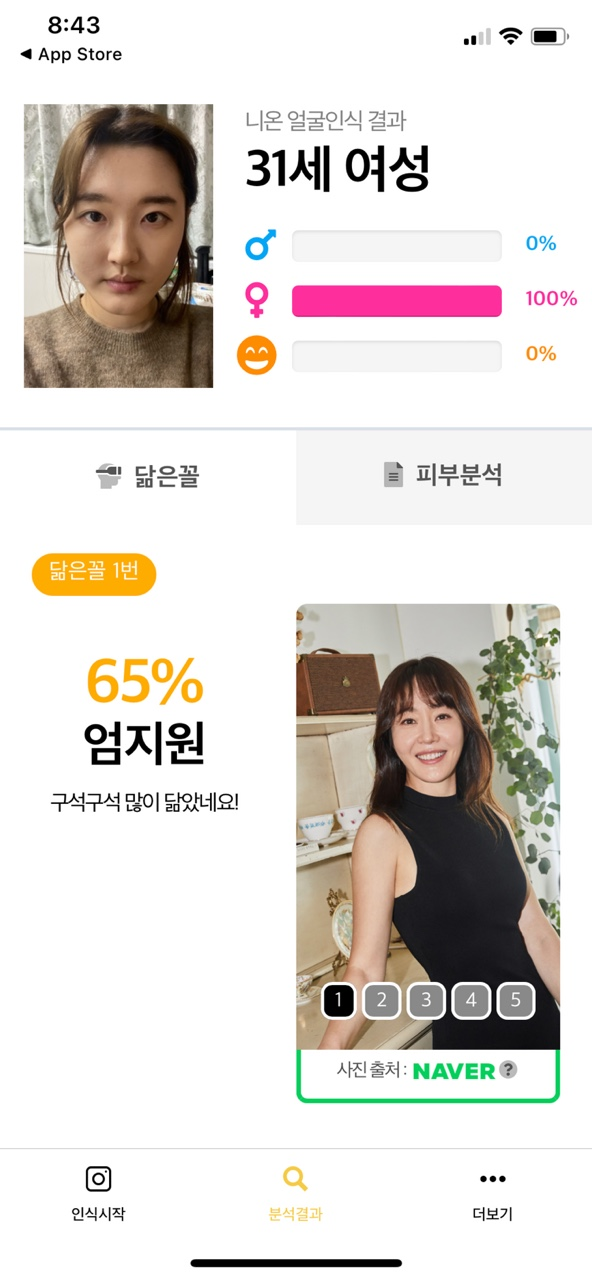 8:43
◀ App Store
니온 얼굴인식 결과
31세 여성
0%
100%
0%
닮은꼴
피부분석
닮은꼴 1번
65%
엄지원
구석구석 많이 닮았네요!
1 2 3 4 5
사진 출처 : NAVER ?
인식시작
분석결과
더보기